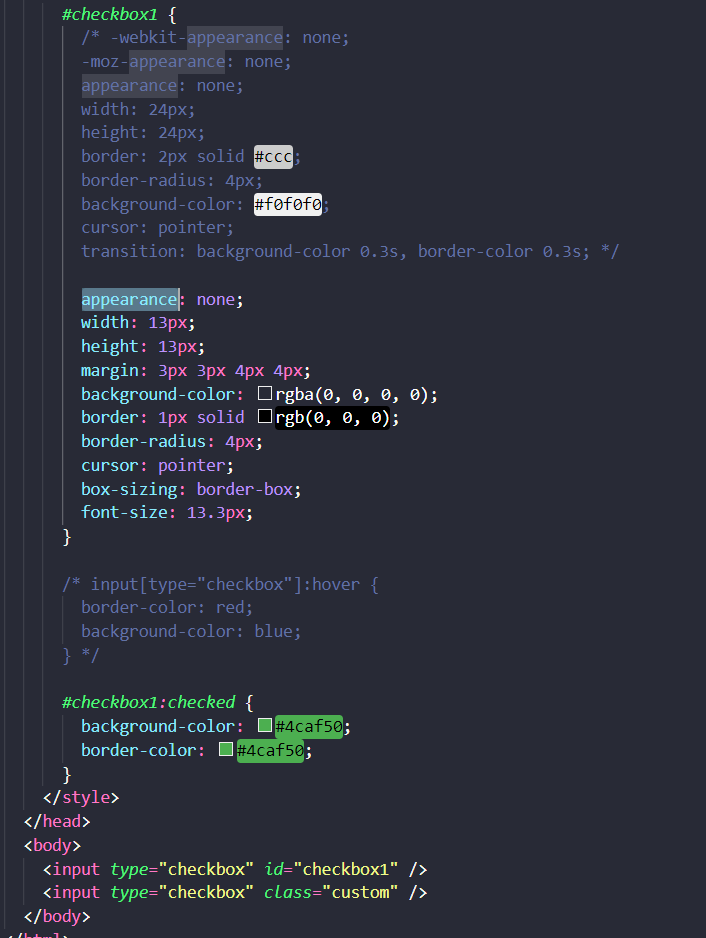 #checkbox1 {
/* -webkit-appearance: none;
-moz-appearance: none;
appearance: none;
width: 24px;
height: 24px;
border: 2px solid #ccc;
border-radius: 4px;
background-color: #f0f0f0;
cursor: pointer;
transition: background-color 0.3s, border-color 0.3s; */
appearance: none;
width: 13px;
height: 13px;
margin: 3px 3px 4px 4px;
background-color: rgba(0, 0, 0, 0);
border: 1px solid rgb(0, 0, 0);
border-radius: 4px;
cursor: pointer;
box-sizing: border-box;
font-size: 13.3px;
}
/* input[type="checkbox"]:hover {
border-color: red;
background-color: blue;
} */
#checkbox1:checked {
background-color: #4caf50;
border-color: #4caf50;
}
</style>
</head>
<body>
<input type="checkbox" id="checkbox1" />
<input type="checkbox" class="custom" />
</body>
</html>